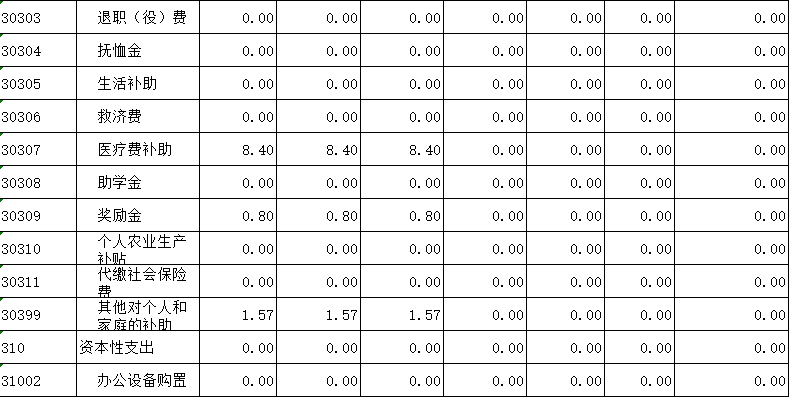 30303 退职（役）费 0.00 0.00 0.00 0.00 0.00 0.00 0.00
30304 抚恤金 0.00 0.00 0.00 0.00 0.00 0.00 0.00
30305 生活补助 0.00 0.00 0.00 0.00 0.00 0.00 0.00
30306 救济费 0.00 0.00 0.00 0.00 0.00 0.00 0.00
30307 医疗费补助 8.40 8.40 8.40 0.00 0.00 0.00 0.00
30308 助学金 0.00 0.00 0.00 0.00 0.00 0.00 0.00
30309 奖励金 0.80 0.80 0.80 0.00 0.00 0.00 0.00
个人农业生产
30310 补贴 0.00 0.00 0.00 0.00 0.00 0.00 0.00
代缴社会保险
30311 费 0.00 0.00 0.00 0.00 0.00 0.00 0.00
其他对个人和
30399 家庭的补助 1.57 1.57 1.57 0.00 0.00 0.00 0.00
310 资本性支出 0.00 0.00 0.00 0.00 0.00 0.00 0.00
31002 办公设备购置 0.00 0.00 0.00 0.00 0.00 0.00 0.00